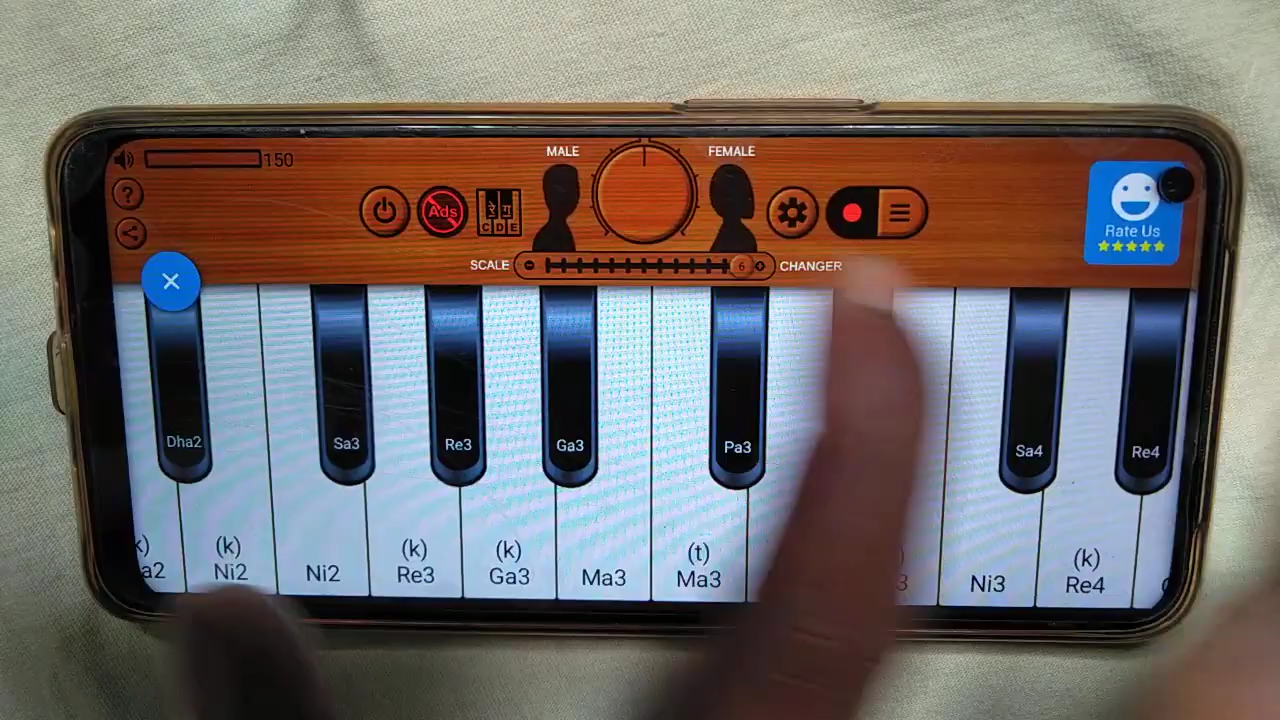 150
MALE
FEMALE
?
Ads
रे ग
C D E
Rate Us
SCALE
6
CHANGER
Dha2
Sa3
Re3
Ga3
Pa3
Sa4
Re4
(k)
Ni2
Ni2
(k)
Re3
(k)
Ga3
Ma3
(t)
Ma3
Ni3
(k)
Re4